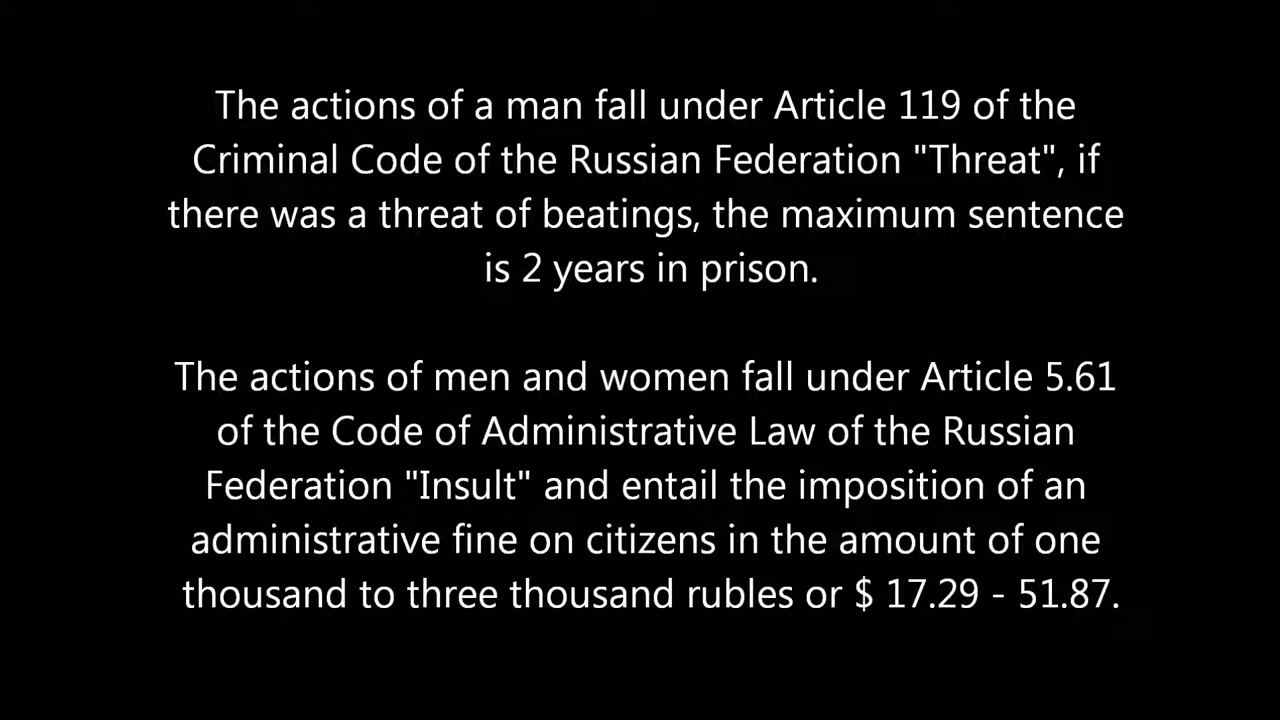 The actions of a man fall under Article 119 of the
Criminal Code of the Russian Federation "Threat", if
there was a threat of beatings, the maximum sentence
is 2 years in prison.
The actions of men and women fall under Article 5.61
of the Code of Administrative Law of the Russian
Federation "Insult" and entail the imposition of an
administrative fine on citizens in the amount of one
thousand to three thousand rubles or $ 17.29 - 51.87.